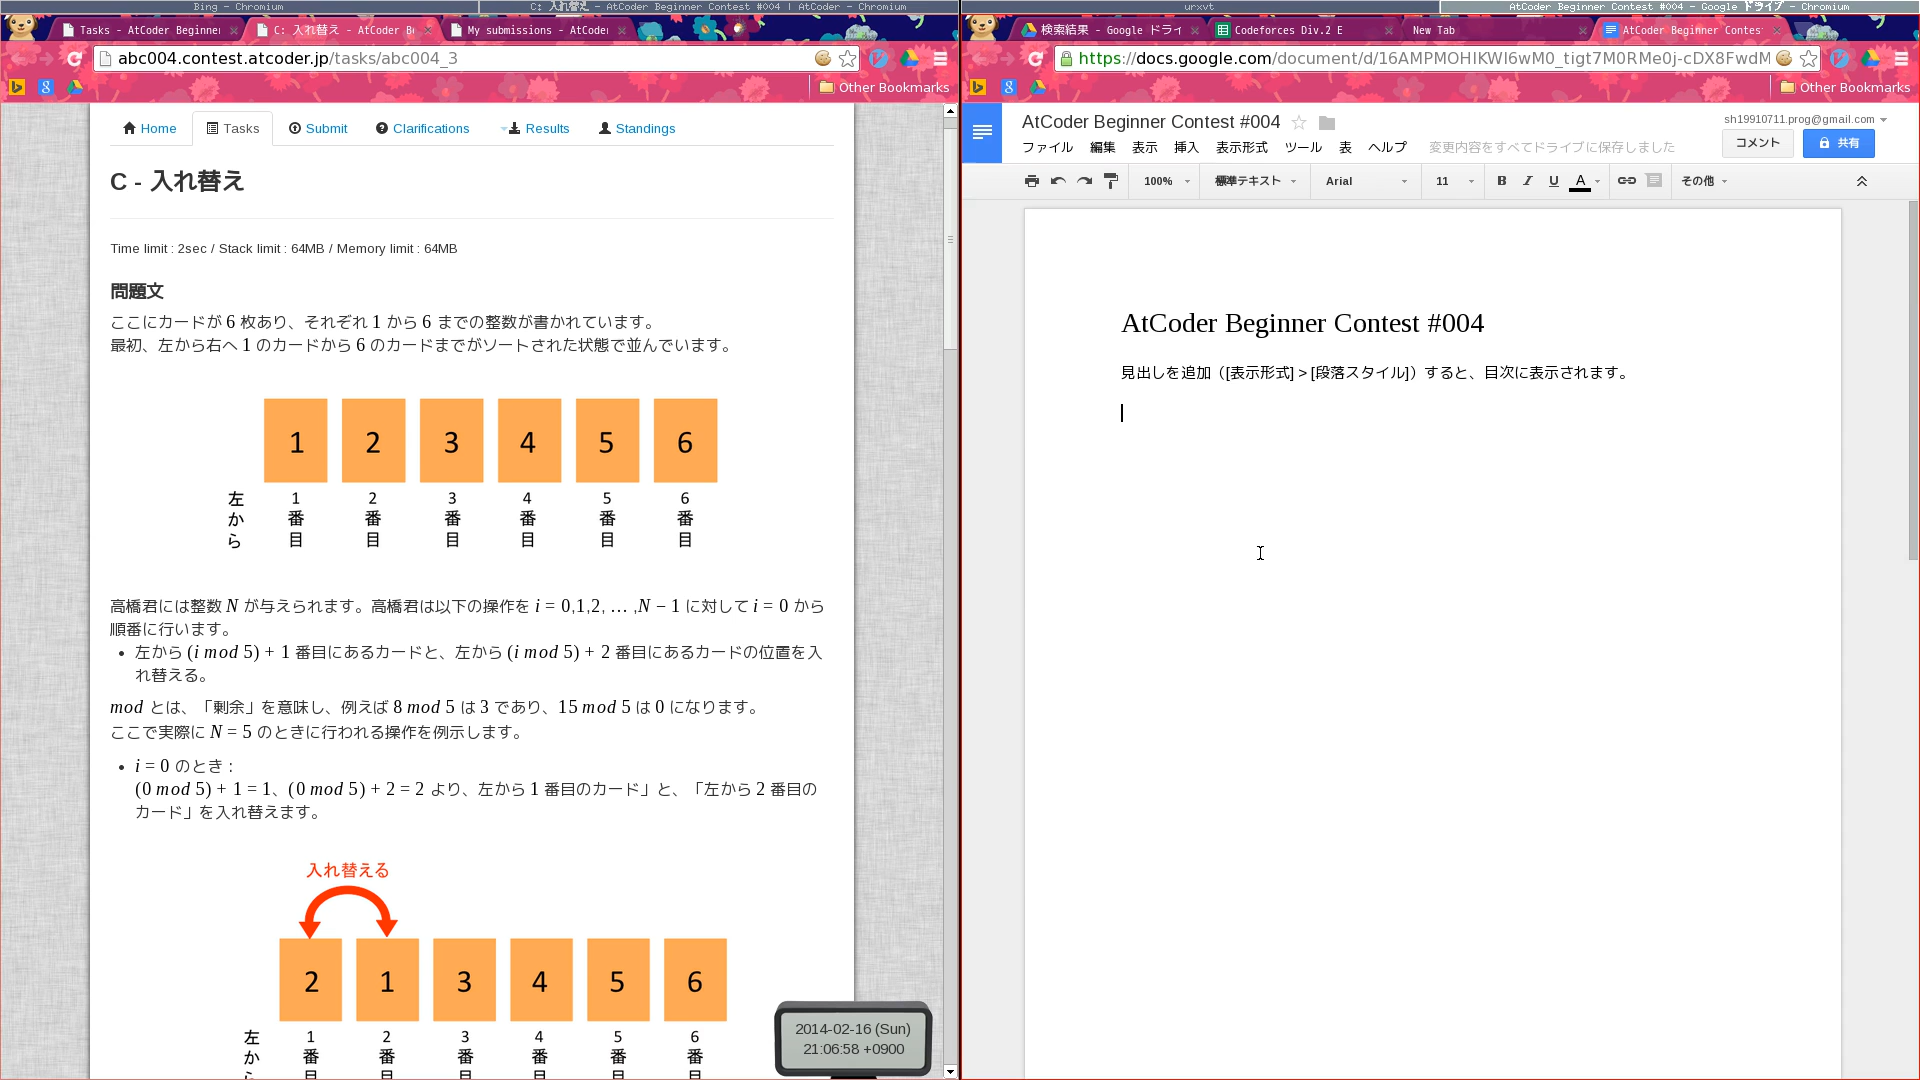 Bing - Chromium
C: 入れ替え - AtCoder Beginner Contest #004 | AtCoder - Chromium
urxvt
AtCoder Beginner Contest #004 - Google ドライブ - Chromium
Tasks - AtCoder Beginne
C: 入れ替え - AtCoder B
My submissions - AtCode
abc004.contest.atcoder.jp/tasks/abc004_3
Other Bookmarks
Home
Tasks
Submit
Clarifications
Results
Standings
C - 入れ替え
Time limit : 2sec / Stack limit : 64MB / Memory limit : 64MB
問題文
ここにカードが 6 枚あり、それぞれ 1 から 6 までの整数が書かれています。
最初、左から右へ 1 のカードから 6 のカードまでがソートされた状態で並んでいます。
1 2 3 4 5 6
左から 1番目 2番目 3番目 4番目 5番目 6番目
高橋君には整数 N が与えられます。高橋君は以下の操作を i = 0,1,2, … ,N − 1 に対して i = 0 から
順番に行います。
• 左から (i mod 5) + 1 番目にあるカードと、左から (i mod 5) + 2 番目にあるカードの位置を入
れ替える。
mod とは、「剰余」を意味し、例えば 8 mod 5 は 3 であり、15 mod 5 は 0 になります。
ここで実際に N = 5 のときに行われる操作を例示します。
• i = 0 のとき :
(0 mod 5) + 1 = 1、(0 mod 5) + 2 = 2 より、左から 1 番目のカード」と、「左から 2 番目の
カード」を入れ替えます。
入れ替える
2 1 3 4 5 6
左か 1番 2番 3番 4番 5番 6番
2014-02-16 (Sun)
21:06:58 +0900
検索結果 - Google ドライ
Codeforces Div.2 E
New Tab
AtCoder Beginner Contes
https://docs.google.com/document/d/16AMPMOHIKWI6wM0_tigt7M0RMe0j-cDX8FwdM
Other Bookmarks
AtCoder Beginner Contest #004
sh19910711.prog@gmail.com
ファイル 編集 表示 挿入 表示形式 ツール 表 ヘルプ 変更内容をすべてドライブに保存しました
コメント
共有
100% 標準テキスト Arial 11 B I U A その他
AtCoder Beginner Contest #004
見出しを追加（[表示形式] > [段落スタイル]）すると、目次に表示されます。